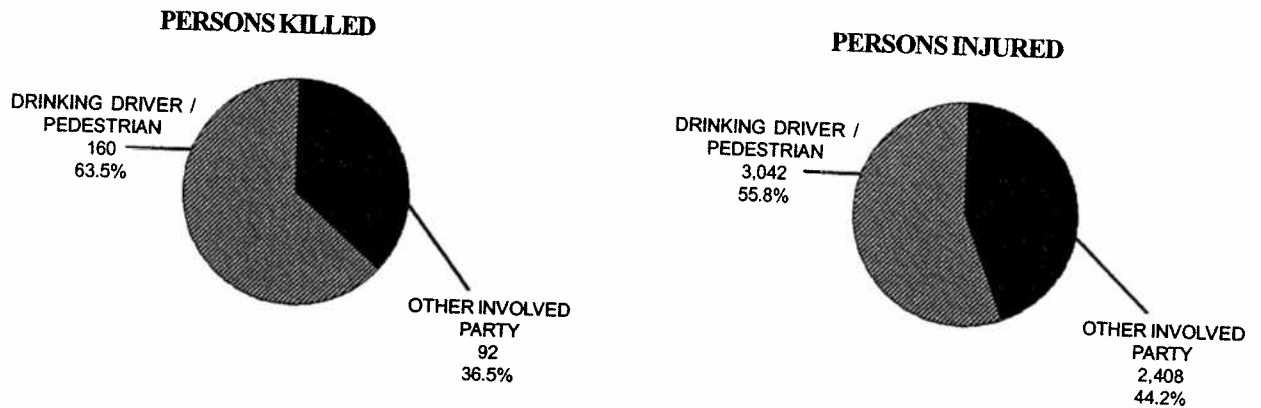 PERSONS KILLED
DRINKING DRIVER /
PEDESTRIAN
160
63.5%
OTHER INVOLVED
PARTY
92
36.5%
PERSONS INJURED
DRINKING DRIVER /
PEDESTRIAN
3,042
55.8%
OTHER INVOLVED
PARTY
2,408
44.2%